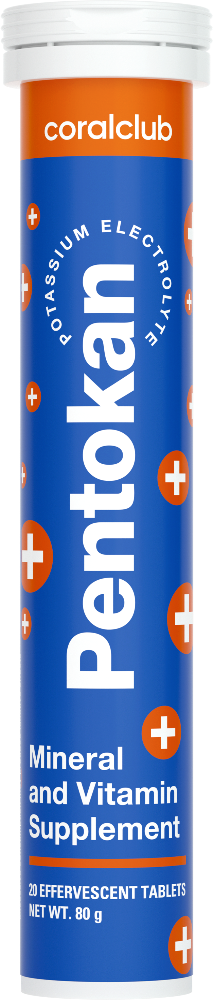 coralclub
POTASSIUM ELECTROLYTE
Pentokan
Mineral
and Vitamin
Supplement
20 EFFERVESCENT TABLETS
NET WT. 80 g